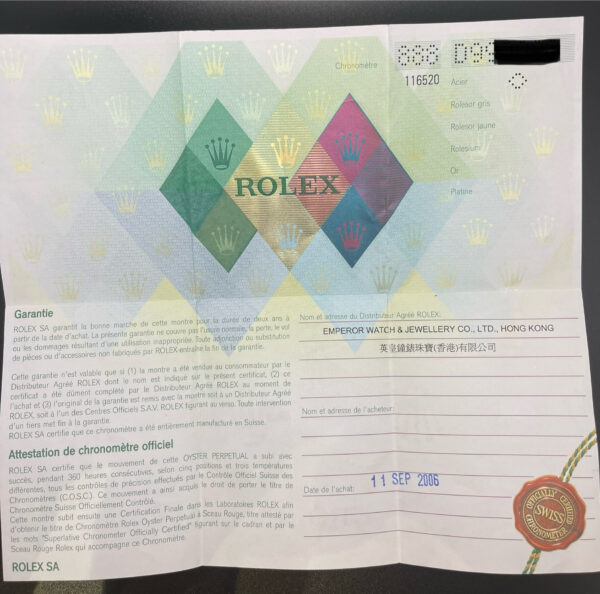 Chronomètre 888 D99
116520 Acier
Rolesor gris
Rolesor jaune
Rolesium
Or
Platine
ROLEX
Garantie
ROLEX SA garantit la bonne marche de cette montre pour la durée de deux ans à
partir de la date d'achat. La présente garantie ne couvre pas l'usure normale, la perte, le vol
ou les dommages résultant d'une utilisation inappropriée. Toute adjonction ou substitution
de pièces ou d'accessoires non fabriqués par ROLEX entraîne la fin de la garantie.
Cette garantie n'est valable que si (1) la montre a été vendue au consommateur par le
Distributeur Agréé ROLEX dont le nom est indiqué sur le présent certificat, (2) ce
certificat a été dûment complété par le Distributeur Agréé ROLEX au moment de
l'achat et (3) l'original de la garantie est remis avec la montre soit à un Distributeur Agréé
ROLEX, soit à l'un des Centres Officiels S.A.V. ROLEX figurant au verso. Toute intervention
d'un tiers met fin à la garantie.
ROLEX SA certifie que ce chronomètre a été entièrement manufacturé en Suisse.
Attestation de chronomètre officiel
ROLEX SA certifie que le mouvement de cette OYSTER PERPETUAL a subi avec
succès, pendant 360 heures consécutives, selon cinq positions et trois températures
différentes, tous les contrôles de précision effectués par le Contrôle Officiel Suisse des
Chronomètres (C.O.S.C.). Ce mouvement a ainsi acquis le droit de porter le titre de
Chronomètre Suisse Officiellement Contrôlé.
Cette montre subit ensuite une Certification Finale dans les Laboratoires ROLEX afin
d'obtenir le titre de Chronomètre Rolex Oyster Perpetual à Sceau Rouge, titre attesté par
les mots "Superlative Chronometer Officially Certified" figurant sur le cadran et par le
Sceau Rouge Rolex qui accompagne ce Chronomètre.
ROLEX SA
Nom et adresse du Distributeur Agréé ROLEX:
EMPEROR WATCH & JEWELLERY CO., LTD., HONG KONG
英皇鐘錶珠寶(香港)有限公司
Nom et adresse de l'acheteur:
Date de l'achat: 11 SEP 2006
OFFICIALLY CERTIFIED
SWISS
CHRONOMETER